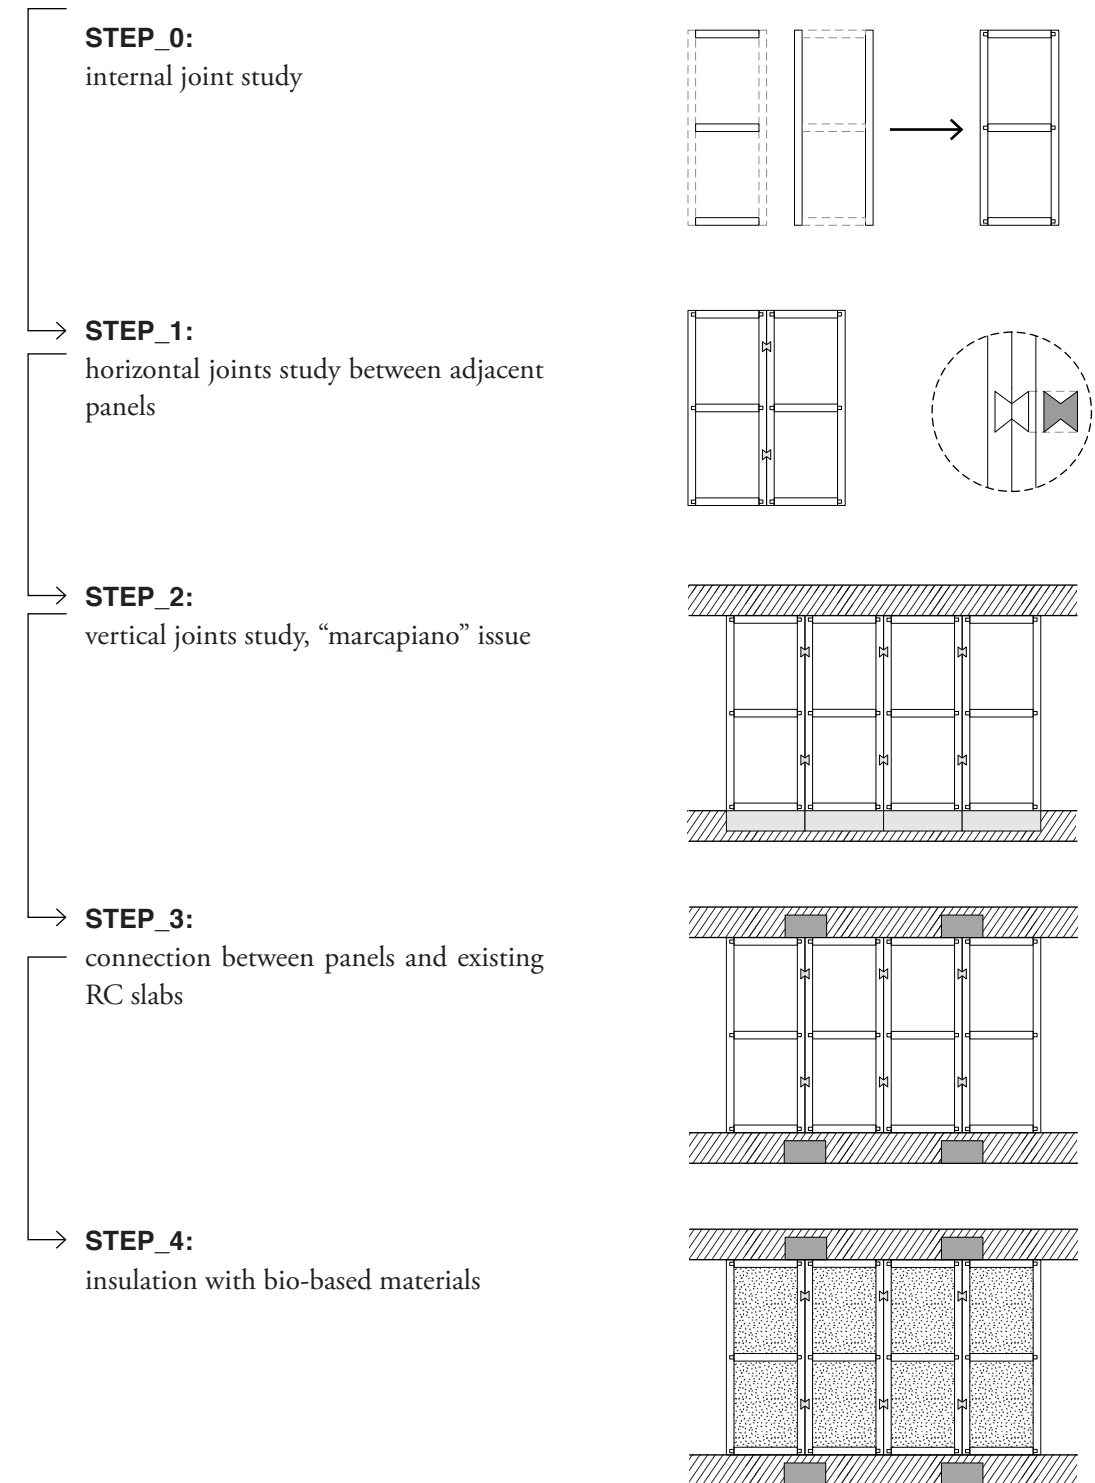 STEP_0:
internal joint study
STEP_1:
horizontal joints study between adjacent
panels
STEP_2:
vertical joints study, “marcapiano” issue
STEP_3:
connection between panels and existing
RC slabs
STEP_4:
insulation with bio-based materials